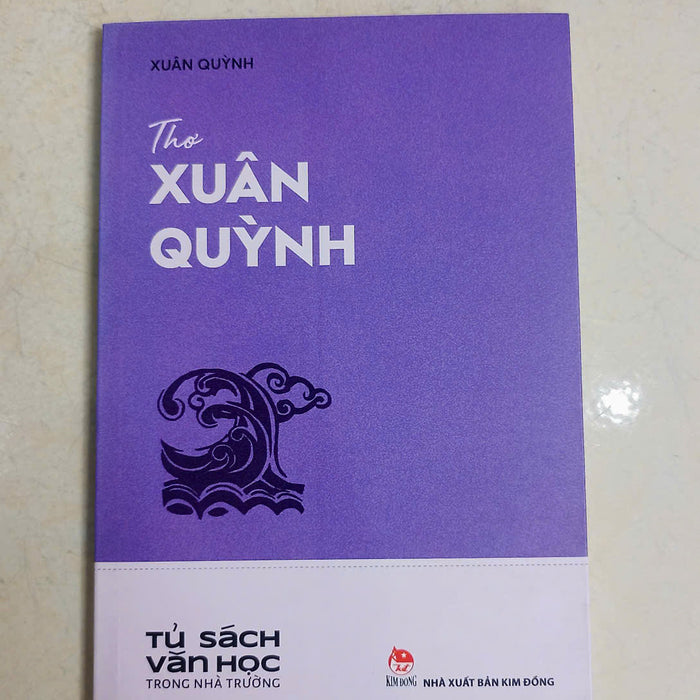 XUÂN QUỲNH
Thơ
XUÂN
QUỲNH
TỦ SÁCH
VĂN HỌC
TRONG NHÀ TRƯỜNG
KIM ĐỒNG
NHÀ XUẤT BẢN KIM ĐỒNG